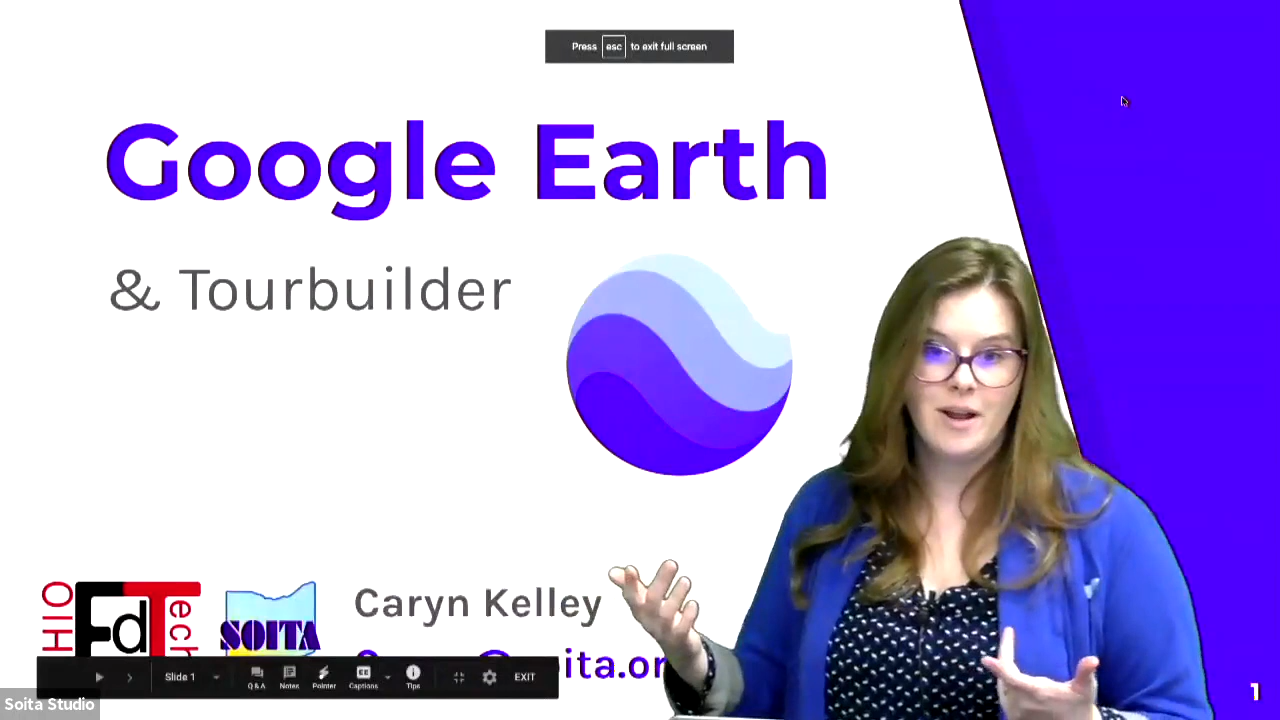 Press esc to exit full screen
Google Earth
& Tourbuilder
OHIO
EdTech
SOITA
Caryn Kelley
Slide 1
Q & A
Notes
Pointer
Captions
Tips
EXIT
Soita Studio
1